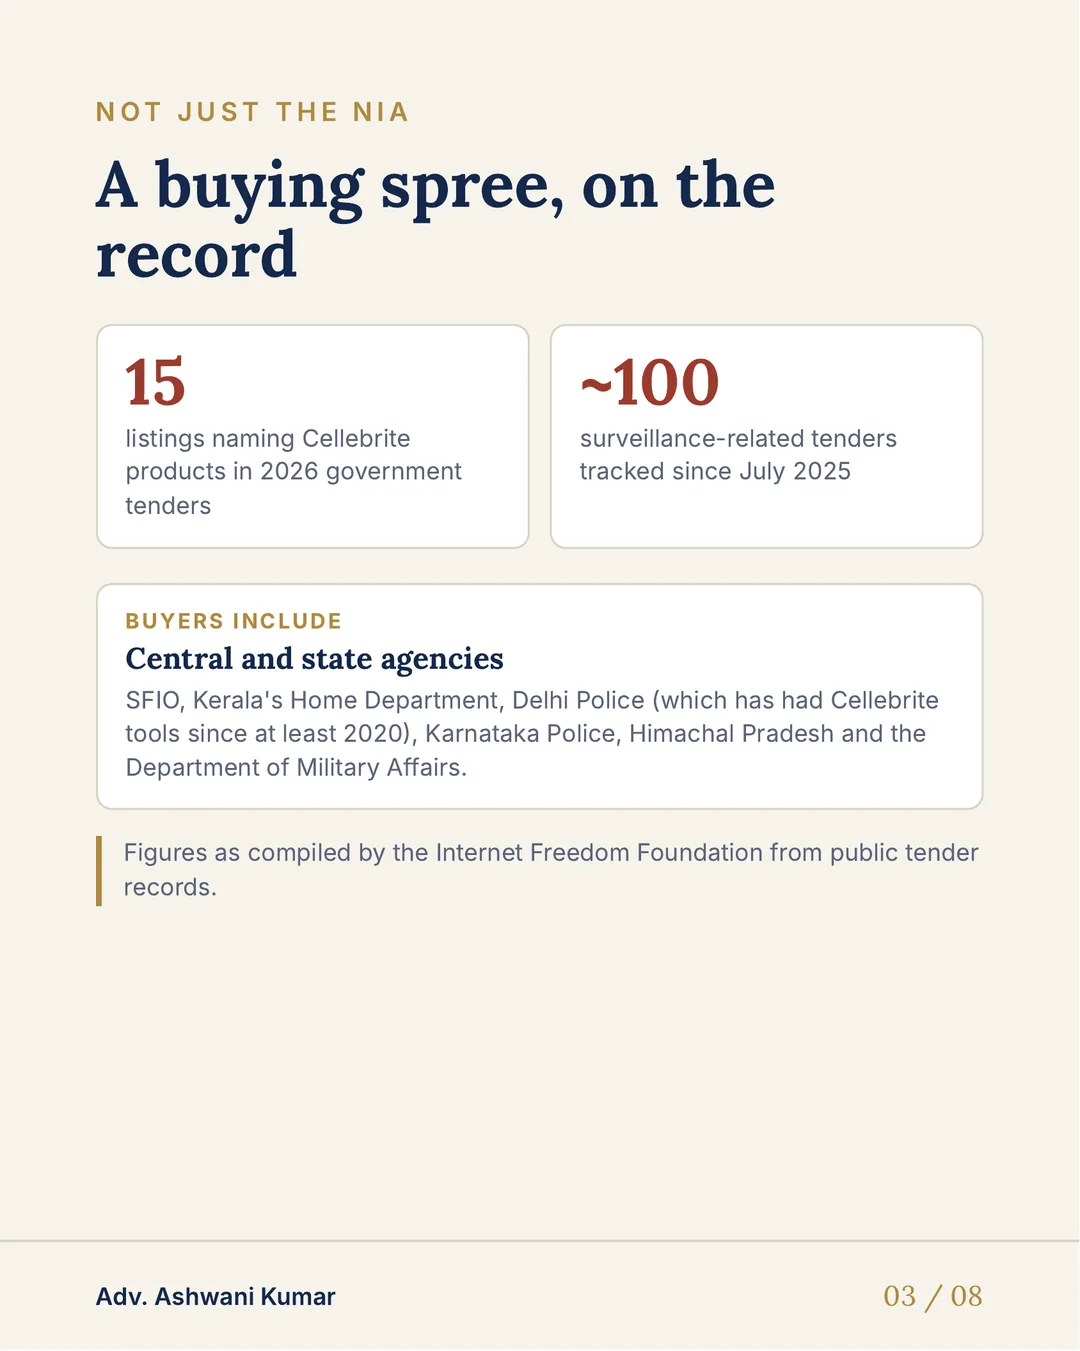 NOT JUST THE NIA
A buying spree, on the
record
15
listings naming Cellebrite
products in 2026 government
tenders
~100
surveillance-related tenders
tracked since July 2025
BUYERS INCLUDE
Central and state agencies
SFIO, Kerala's Home Department, Delhi Police (which has had Cellebrite
tools since at least 2020), Karnataka Police, Himachal Pradesh and the
Department of Military Affairs.
Figures as compiled by the Internet Freedom Foundation from public tender
records.
Adv. Ashwani Kumar
03 / 08